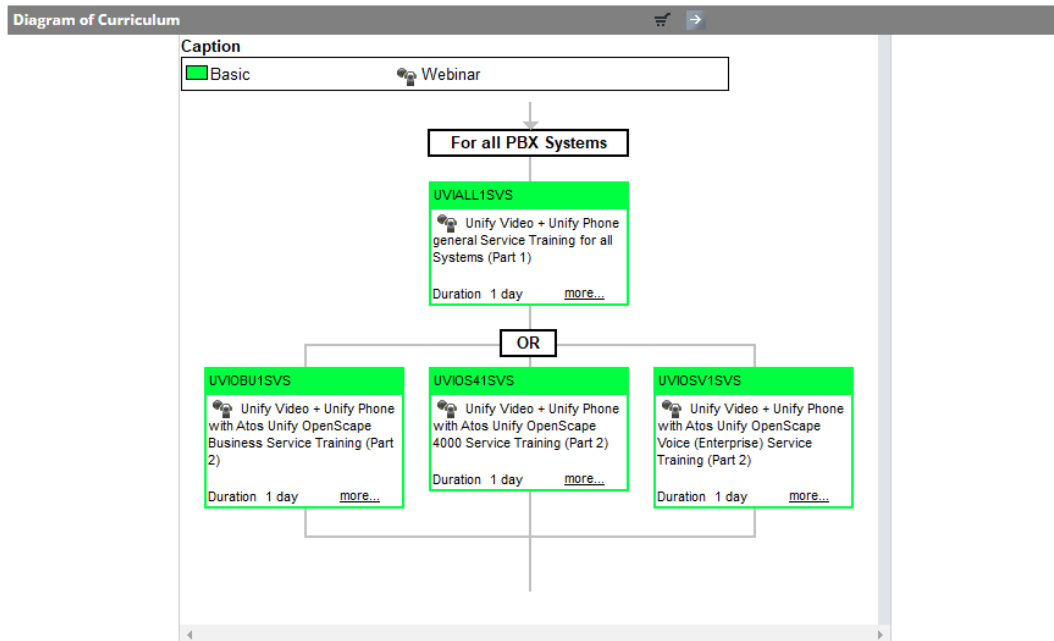 Diagram of Curriculum
Caption
Basic
Webinar
For all PBX Systems
UVIALL1SVS
Unify Video + Unify Phone
general Service Training for all
Systems (Part 1)
Duration 1 day more...
OR
UVIOBU1SVS
Unify Video + Unify Phone
with Atos Unify OpenScape
Business Service Training (Part
2)
Duration 1 day more...
UVIOS41SVS
Unify Video + Unify Phone
with Atos Unify OpenScape
4000 Service Training (Part 2)
Duration 1 day more...
UVIOSV1SVS
Unify Video + Unify Phone
with Atos Unify OpenScape
Voice (Enterprise) Service
Training (Part 2)
Duration 1 day more...